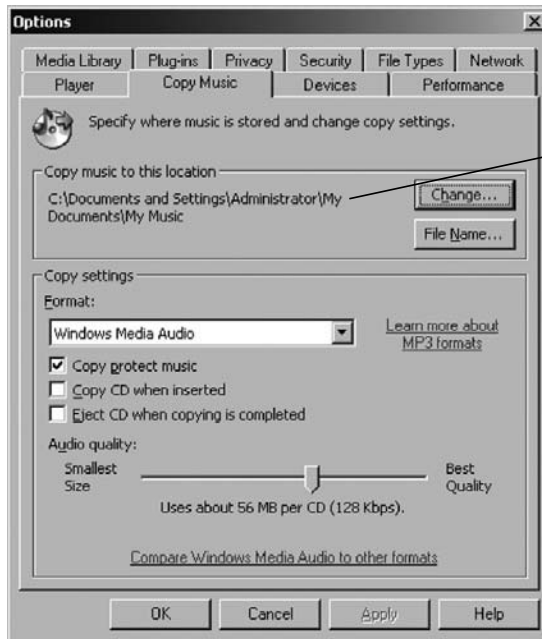 Options
Media Library Plug-ins Privacy Security File Types Network
Player Copy Music Devices Performance
Specify where music is stored and change copy settings.
Copy music to this location
C:\Documents and Settings\Administrator\My
Documents\My Music
Change...
File Name...
Copy settings
Format:
Windows Media Audio
Learn more about
MP3 formats
Copy protect music
Copy CD when inserted
Eject CD when copying is completed
Audio quality:
Smallest
Size
Best
Quality
Uses about 56 MB per CD (128 Kbps).
Compare Windows Media Audio to other formats
OK Cancel Apply Help